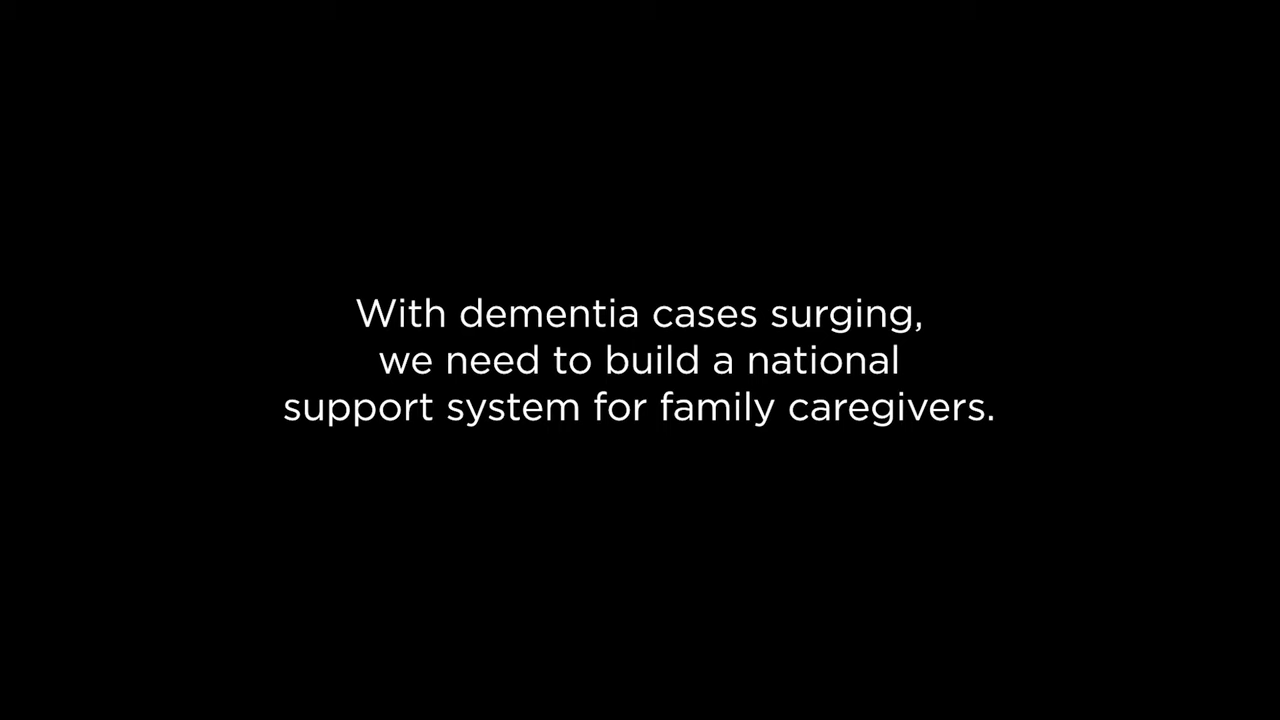 With dementia cases surging,
we need to build a national
support system for family caregivers.